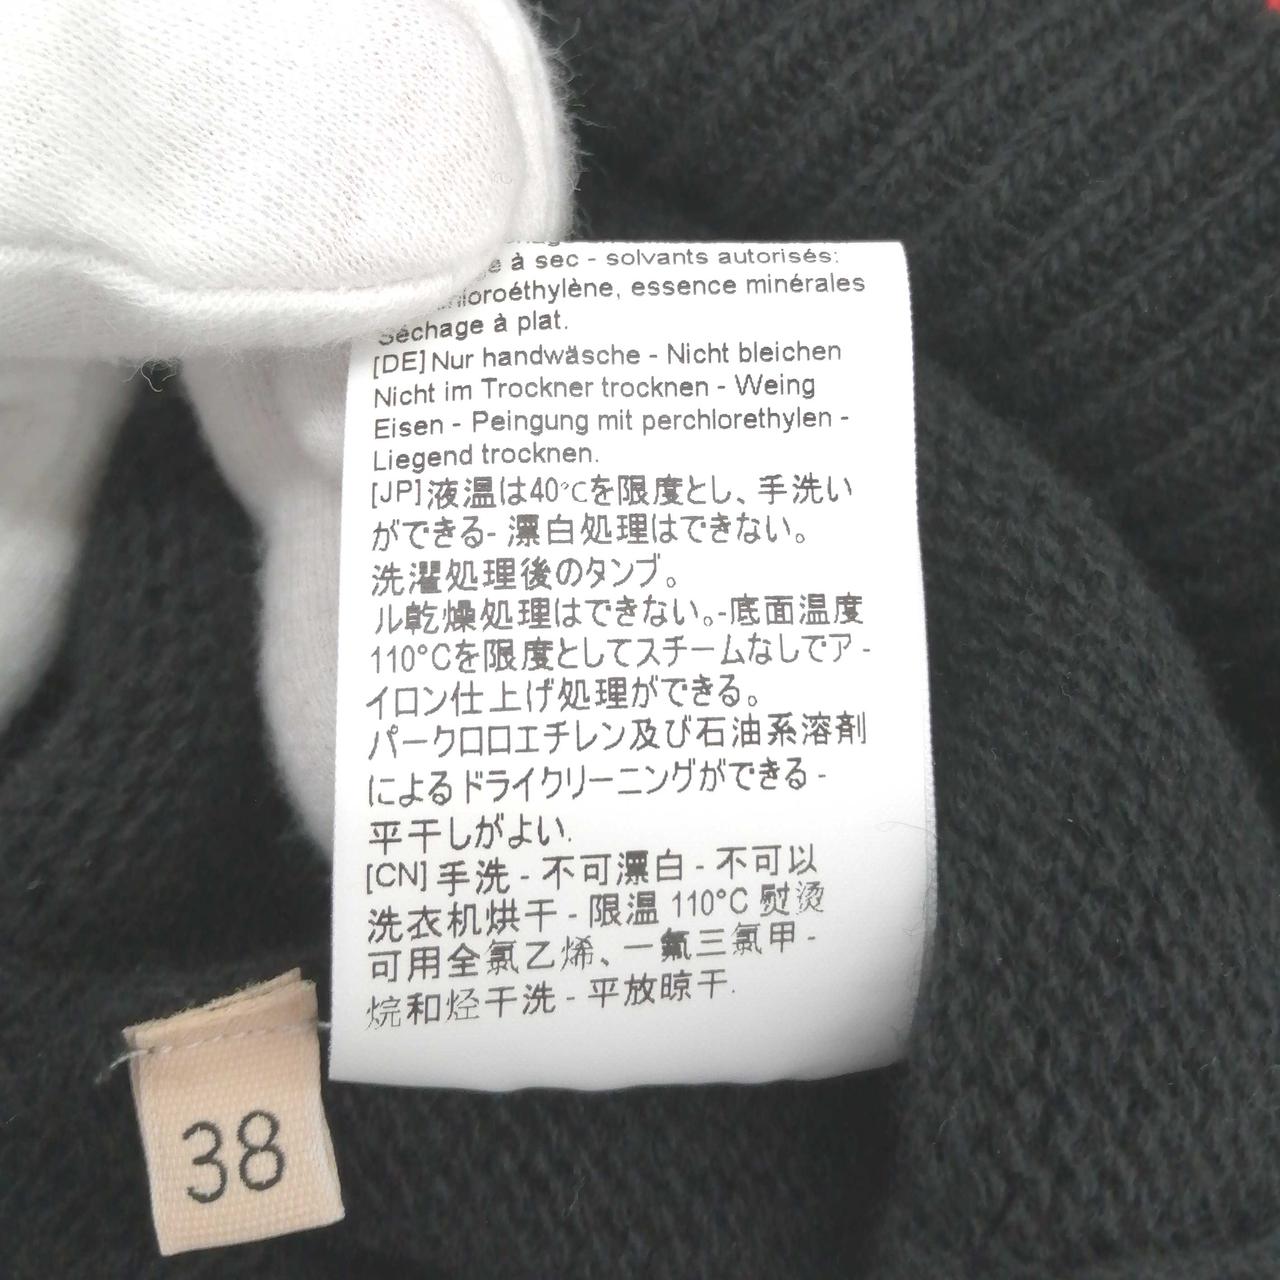 à sec - solvants autorisés:
essence minérales
Séchage à plat.
[DE] Nur handwäsche - Nicht bleichen
Nicht im Trockner trocknen - Weing
Eisen - Peingung mit perchlorethylen -
Liegend trocknen.
[JP] 液温は40℃を限度とし、手洗い
ができる- 漂白処理はできない。
洗濯処理後のタンブ。
ル乾燥処理はできない。-底面温度
110°Cを限度としてスチームなしでア -
イロン仕上げ処理ができる。
パークロロエチレン及び石油系溶剤
によるドライクリーニングができる -
平干しがよい.
[CN] 手洗 - 不可漂白 - 不可以
洗衣机烘干 - 限温 110°C 熨烫
可用全氯乙烯、一氟三氯甲 -
烷和烃干洗 - 平放晾干.
38